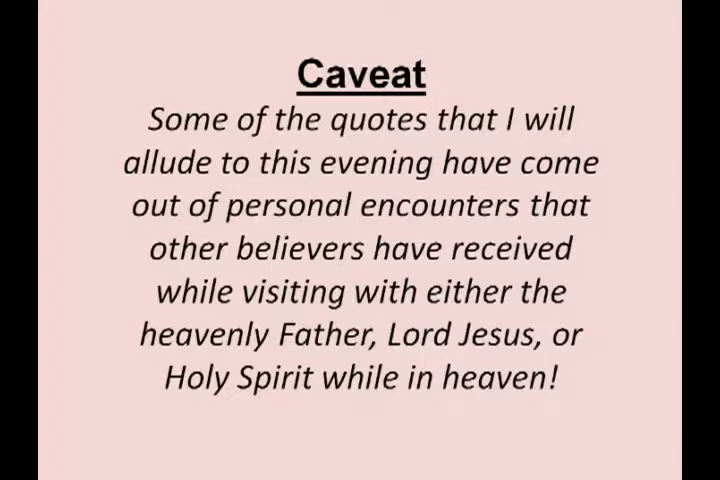 Caveat
Some of the quotes that I will
allude to this evening have come
out of personal encounters that
other believers have received
while visiting with either the
heavenly Father, Lord Jesus, or
Holy Spirit while in heaven!